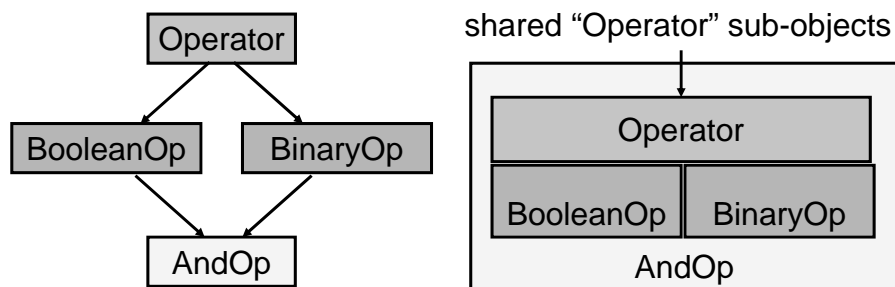 Operator
BooleanOp
BinaryOp
AndOp
shared “Operator” sub-objects
Operator
BooleanOp
BinaryOp
AndOp